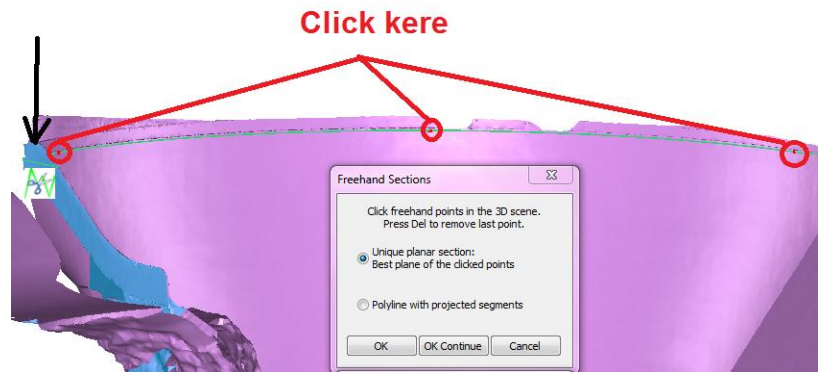 Click kere
Freehand Sections
Click freehand points in the 3D scene.
Press Del to remove last point.
Unique planar section:
Best plane of the clicked points
Polyline with projected segments
OK
OK Continue
Cancel